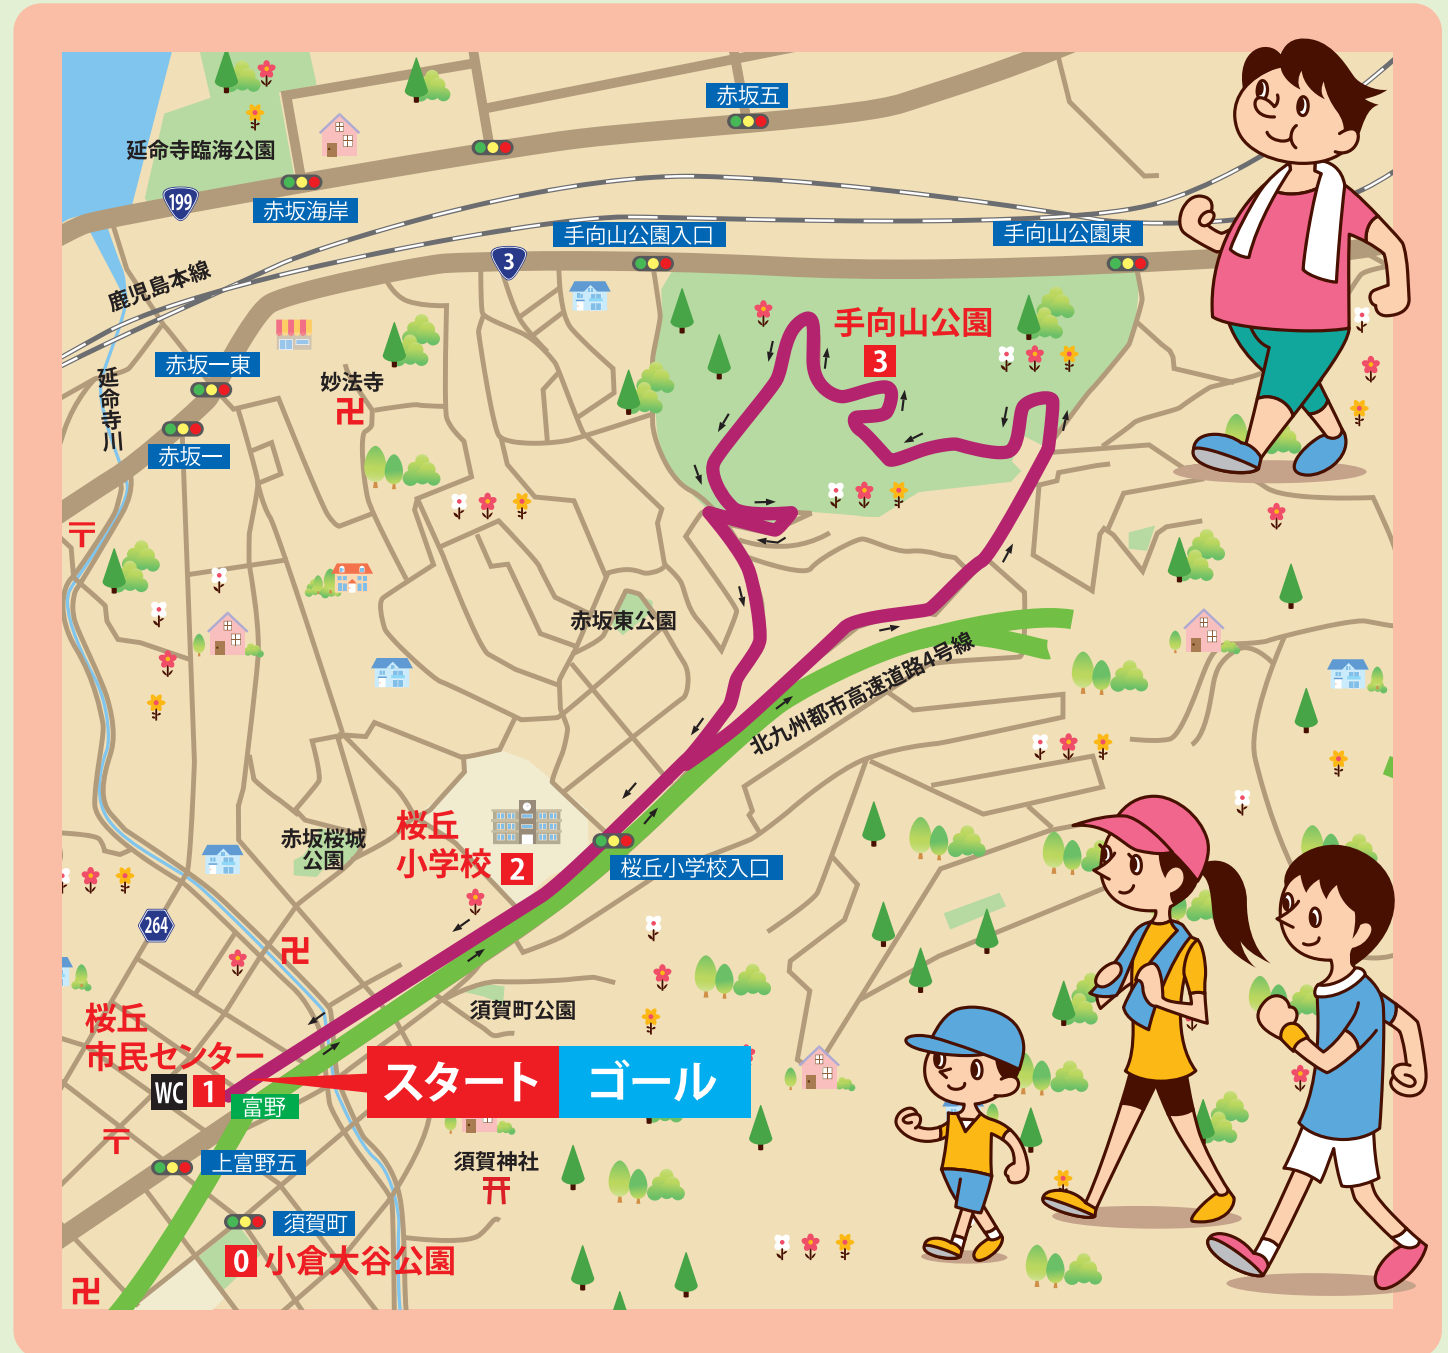 赤坂五
延命寺臨海公園
199
赤坂海岸
手向山公園入口
手向山公園東
3
鹿児島本線
手向山公園
3
赤坂一東
延命寺川
妙法寺
卍
赤坂一
〒
赤坂東公園
北九州都市高速道路4号線
桜丘
小学校 2
赤坂桜城
公園
桜丘小学校入口
264
卍
須賀町公園
桜丘
市民センター
WC 1
スタート ゴール
富野
〒
上富野五
須賀神社
須賀町
0 小倉大谷公園
卍